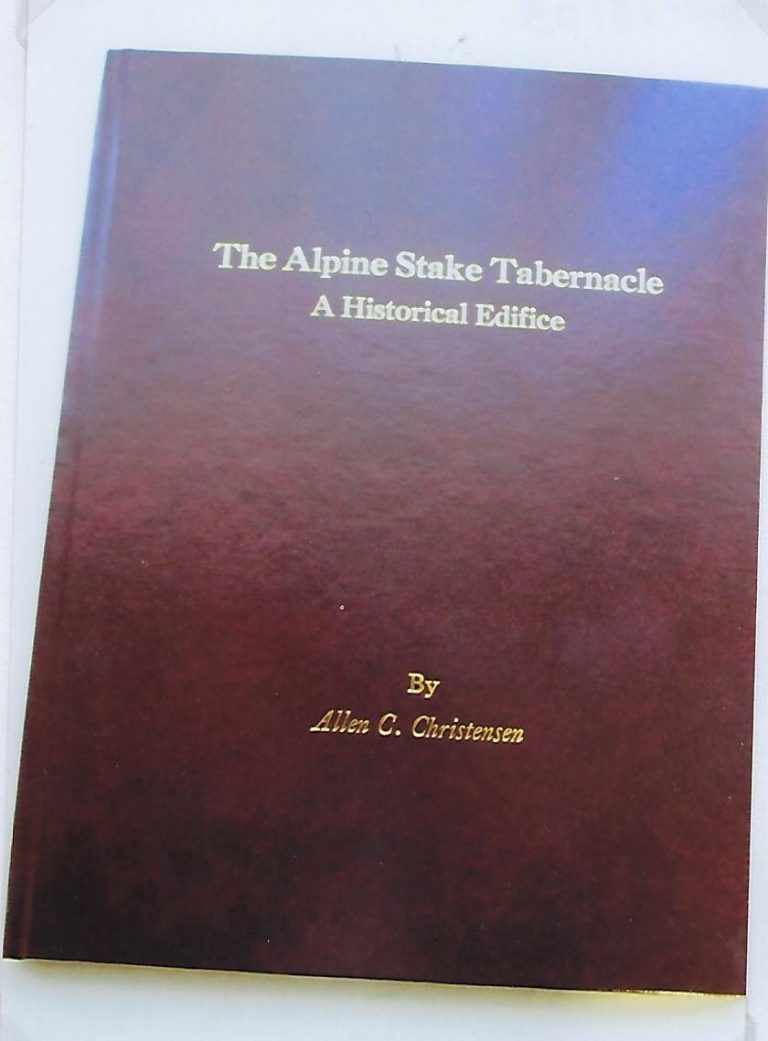 The Alpine Stake Tabernacle
A Historical Edifice
By
Allen C. Christensen